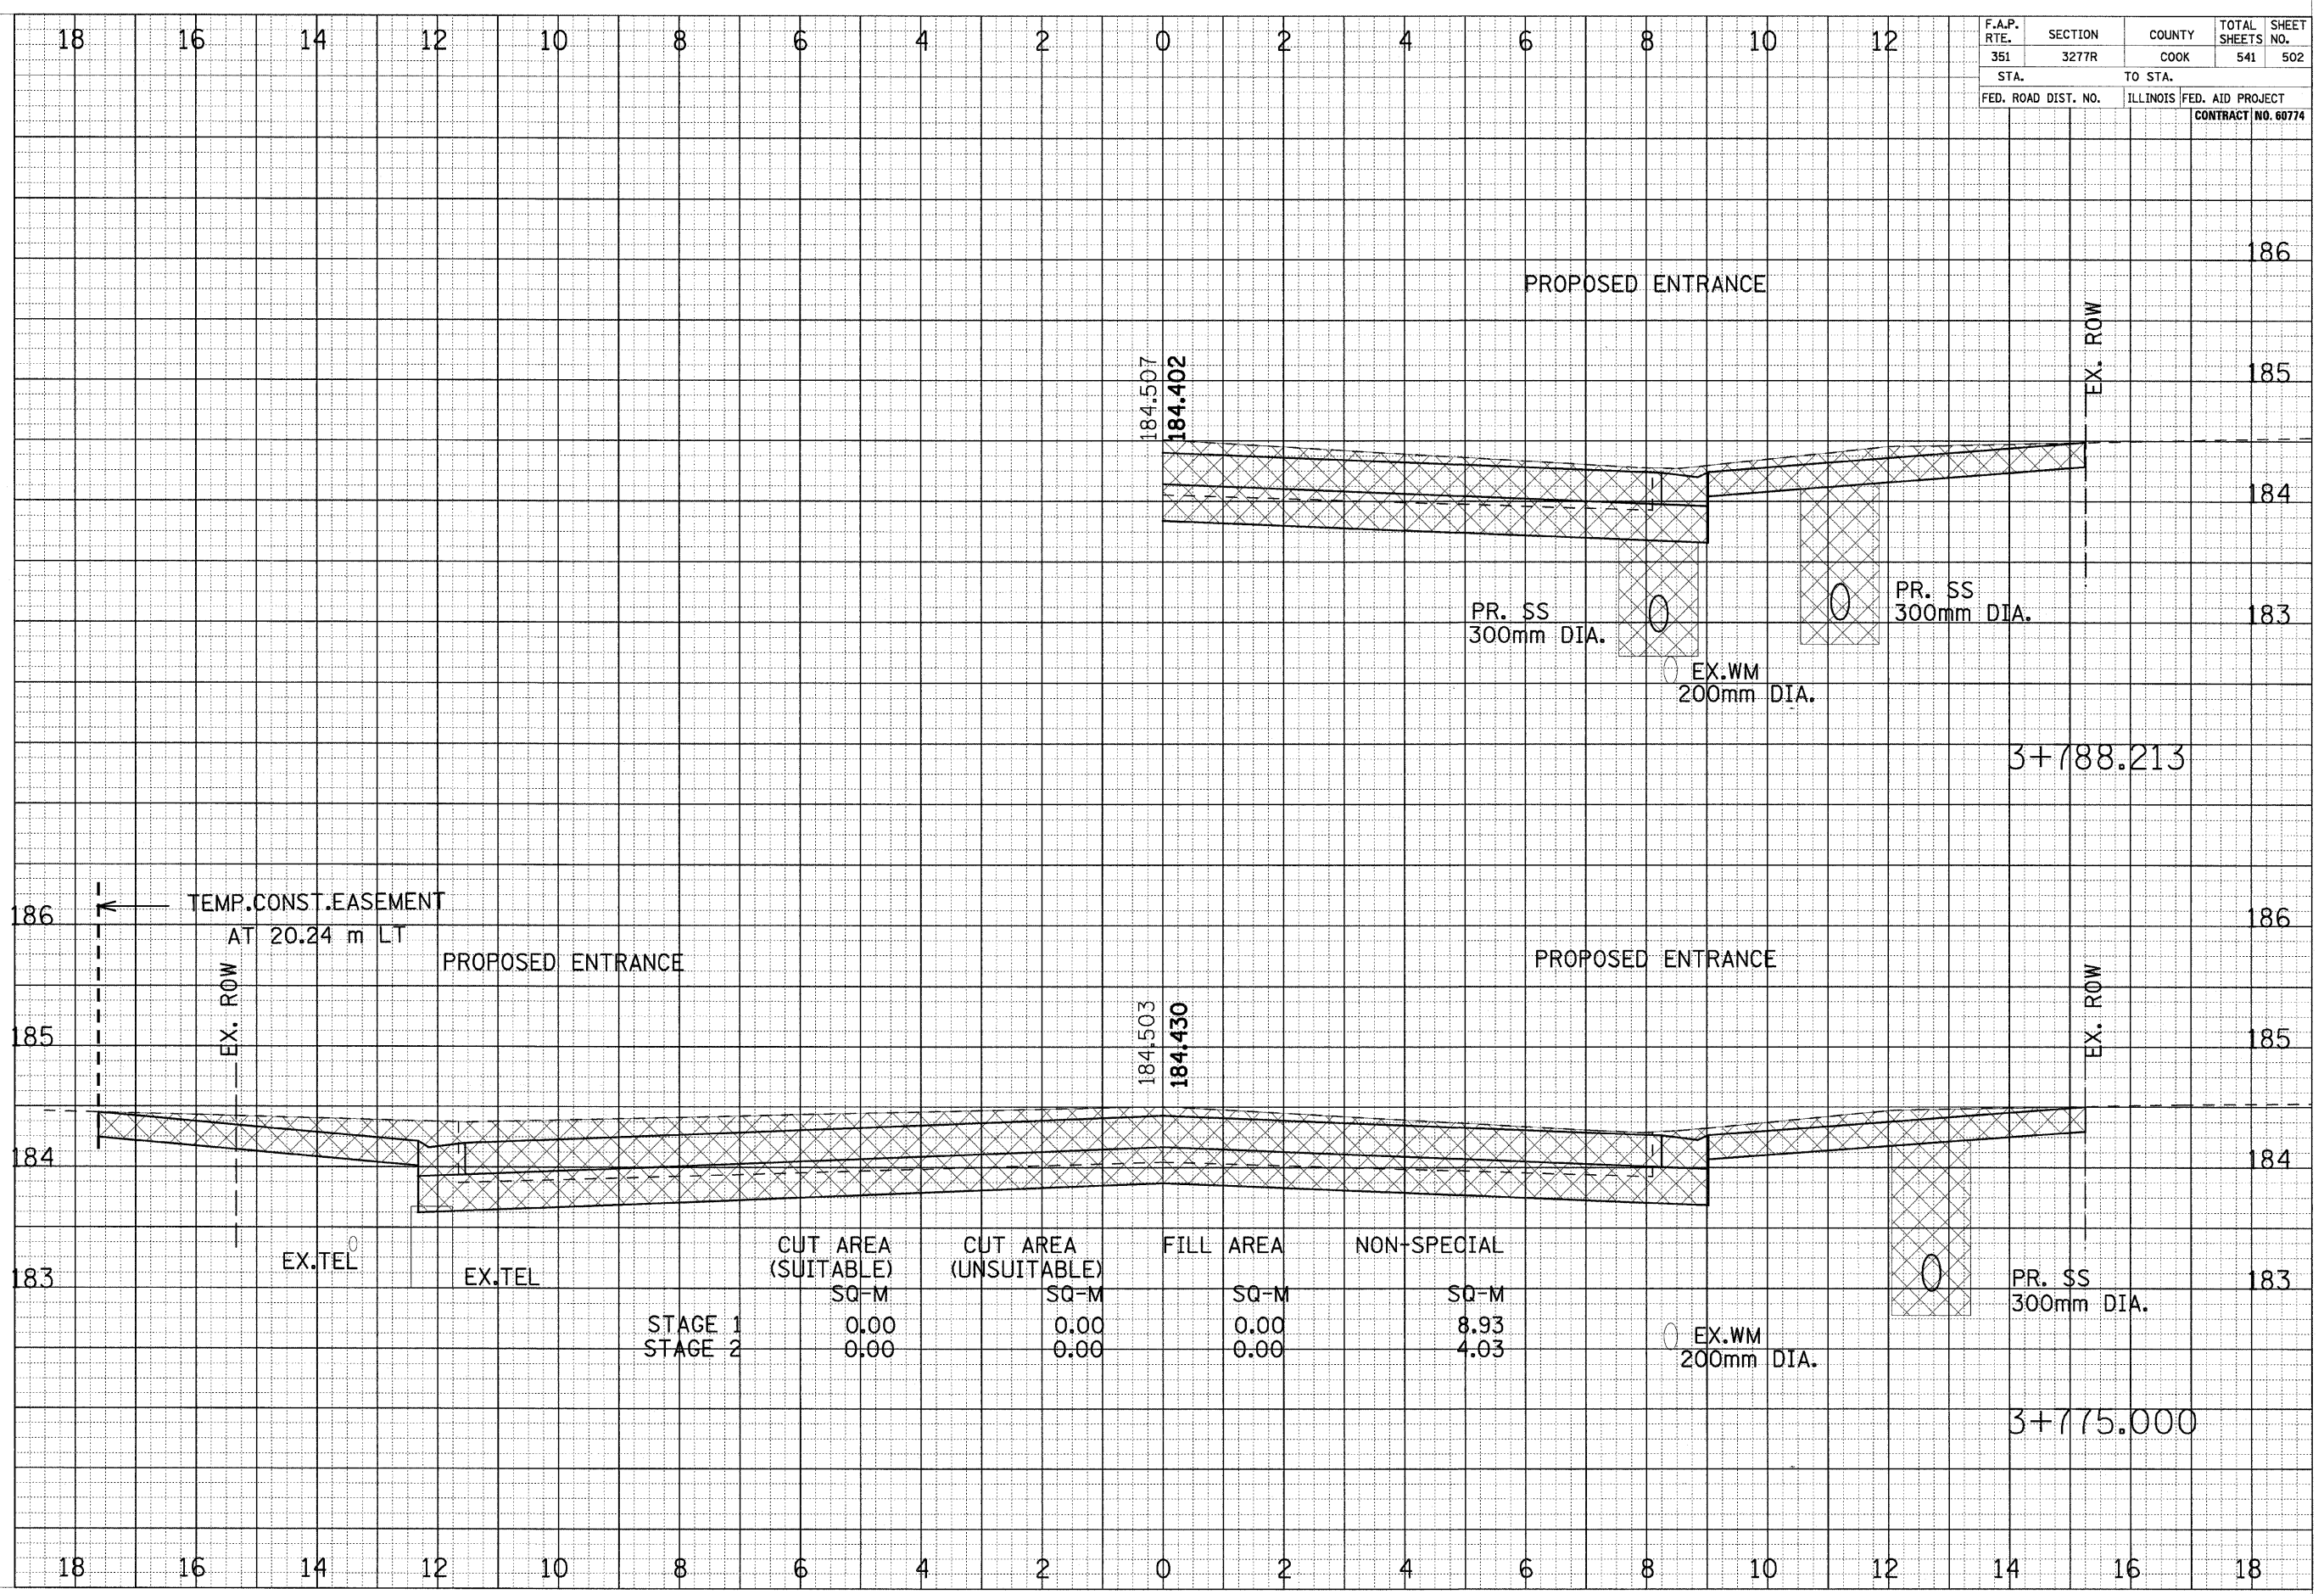 18 16 14 12 10 8 6 4 2 0 2 4 6 8 10 12
F.A.P. RTE. SECTION COUNTY TOTAL SHEETS SHEET NO.
351 3277R COOK 541 502
STA. TO STA.
FED. ROAD DIST. NO. ILLINOIS FED. AID PROJECT
CONTRACT NO. 60774
186
PROPOSED ENTRANCE
EX. ROW
185
184.507
184.402
184
PR. SS
300mm DIA.
PR. SS
300mm DIA.
183
EX.WM
200mm DIA.
3+788.213
TEMP.CONST.EASEMENT
AT 20.24 m LT
186
186
PROPOSED ENTRANCE
PROPOSED ENTRANCE
EX. ROW
EX. ROW
185
185
184.503
184.430
184
184
EX.TEL
EX.TEL
183
183
CUT AREA CUT AREA FILL AREA NON-SPECIAL
(SUITABLE) (UNSUITABLE)
SQ-M SQ-M SQ-M SQ-M
STAGE 1 0.00 0.00 0.00 8.93
STAGE 2 0.00 0.00 0.00 4.03
PR. SS
300mm DIA.
EX.WM
200mm DIA.
3+775.000
18 16 14 12 10 8 6 4 2 0 2 4 6 8 10 12 14 16 18